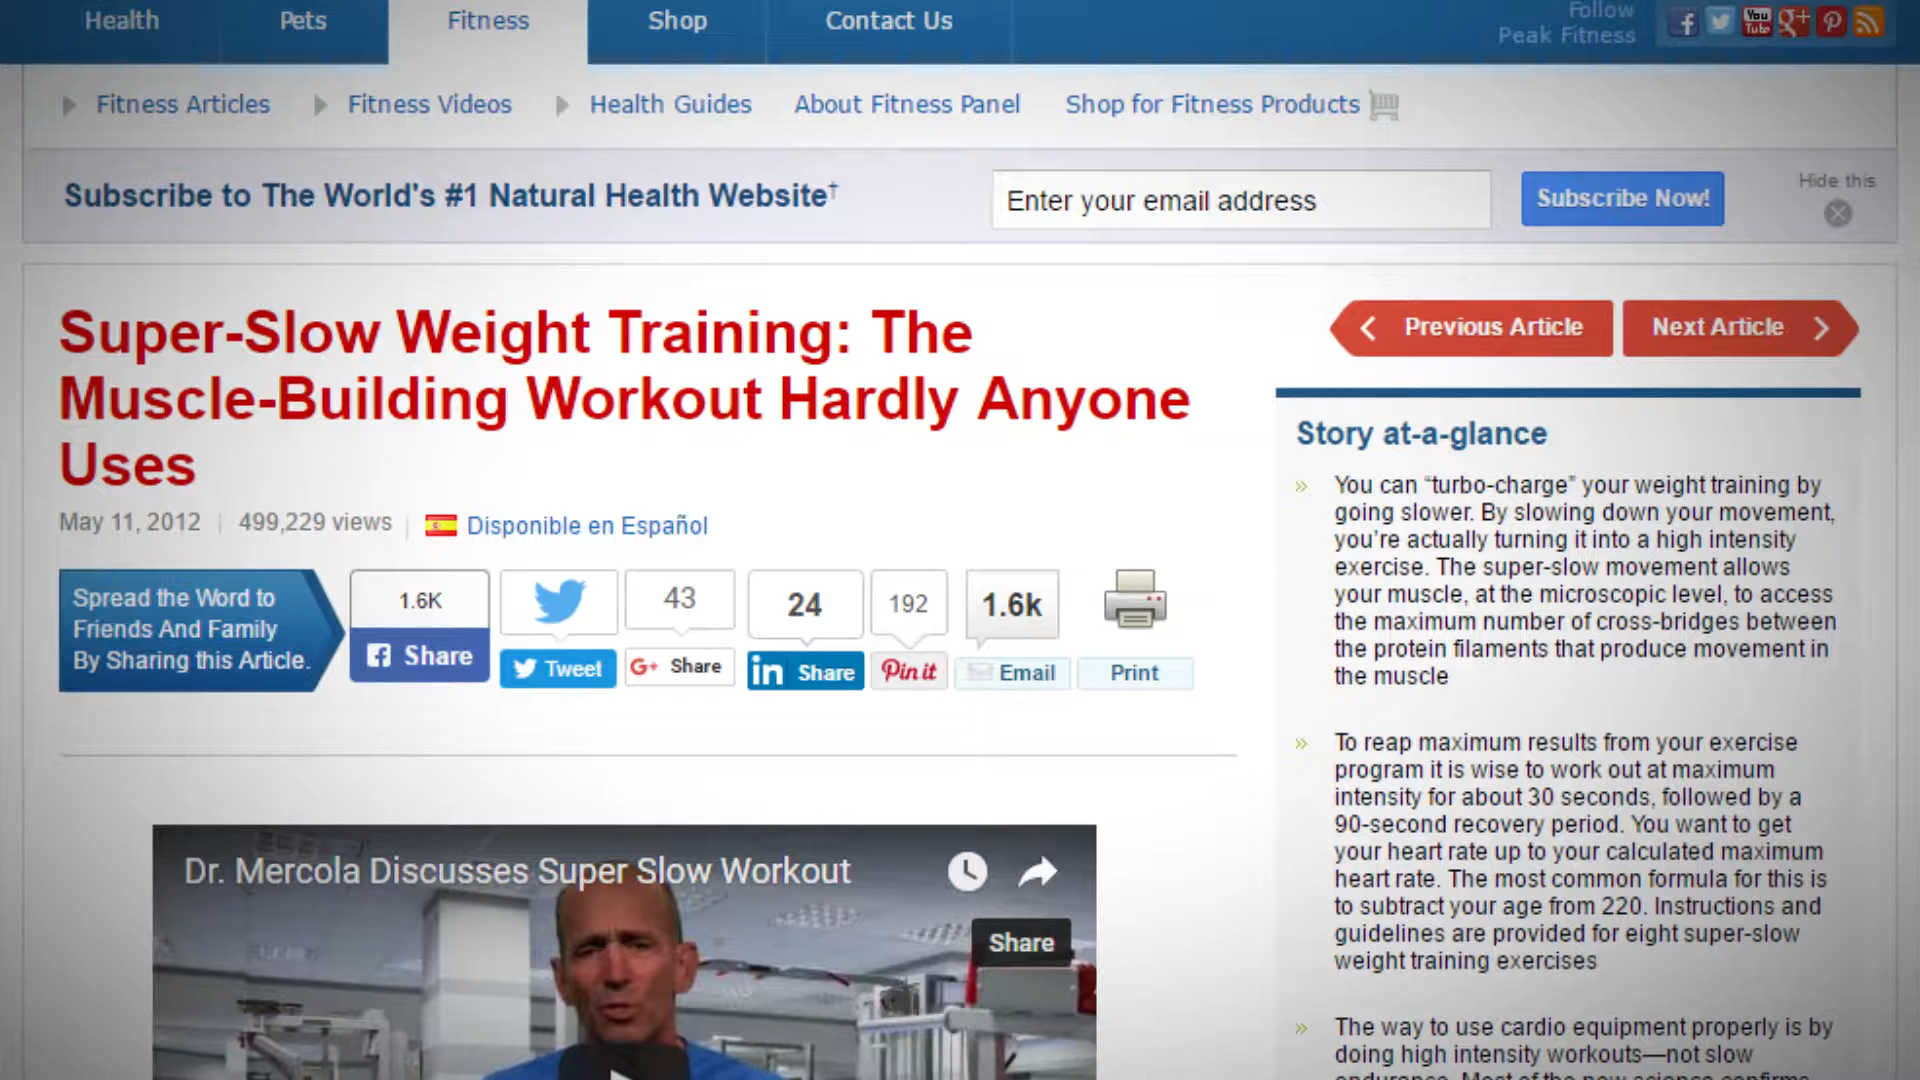 Health Pets Fitness Shop Contact Us
Follow
Peak Fitness
You
Tube
Fitness Articles Fitness Videos Health Guides About Fitness Panel Shop for Fitness Products
Subscribe to The World's #1 Natural Health Website†
Enter your email address
Subscribe Now!
Hide this
Super-Slow Weight Training: The
Muscle-Building Workout Hardly Anyone
Uses
May 11, 2012 | 499,229 views | Disponible en Español
Spread the Word to
Friends And Family
By Sharing this Article.
1.6K
Share
Tweet
43
G+ Share
24
in Share
192
Pin it
1.6k
Email
Print
Dr. Mercola Discusses Super Slow Workout
Share
Previous Article
Next Article
Story at-a-glance
You can “turbo-charge” your weight training by
going slower. By slowing down your movement,
you’re actually turning it into a high intensity
exercise. The super-slow movement allows
your muscle, at the microscopic level, to access
the maximum number of cross-bridges between
the protein filaments that produce movement in
the muscle
To reap maximum results from your exercise
program it is wise to work out at maximum
intensity for about 30 seconds, followed by a
90-second recovery period. You want to get
your heart rate up to your calculated maximum
heart rate. The most common formula for this is
to subtract your age from 220. Instructions and
guidelines are provided for eight super-slow
weight training exercises
The way to use cardio equipment properly is by
doing high intensity workouts—not slow